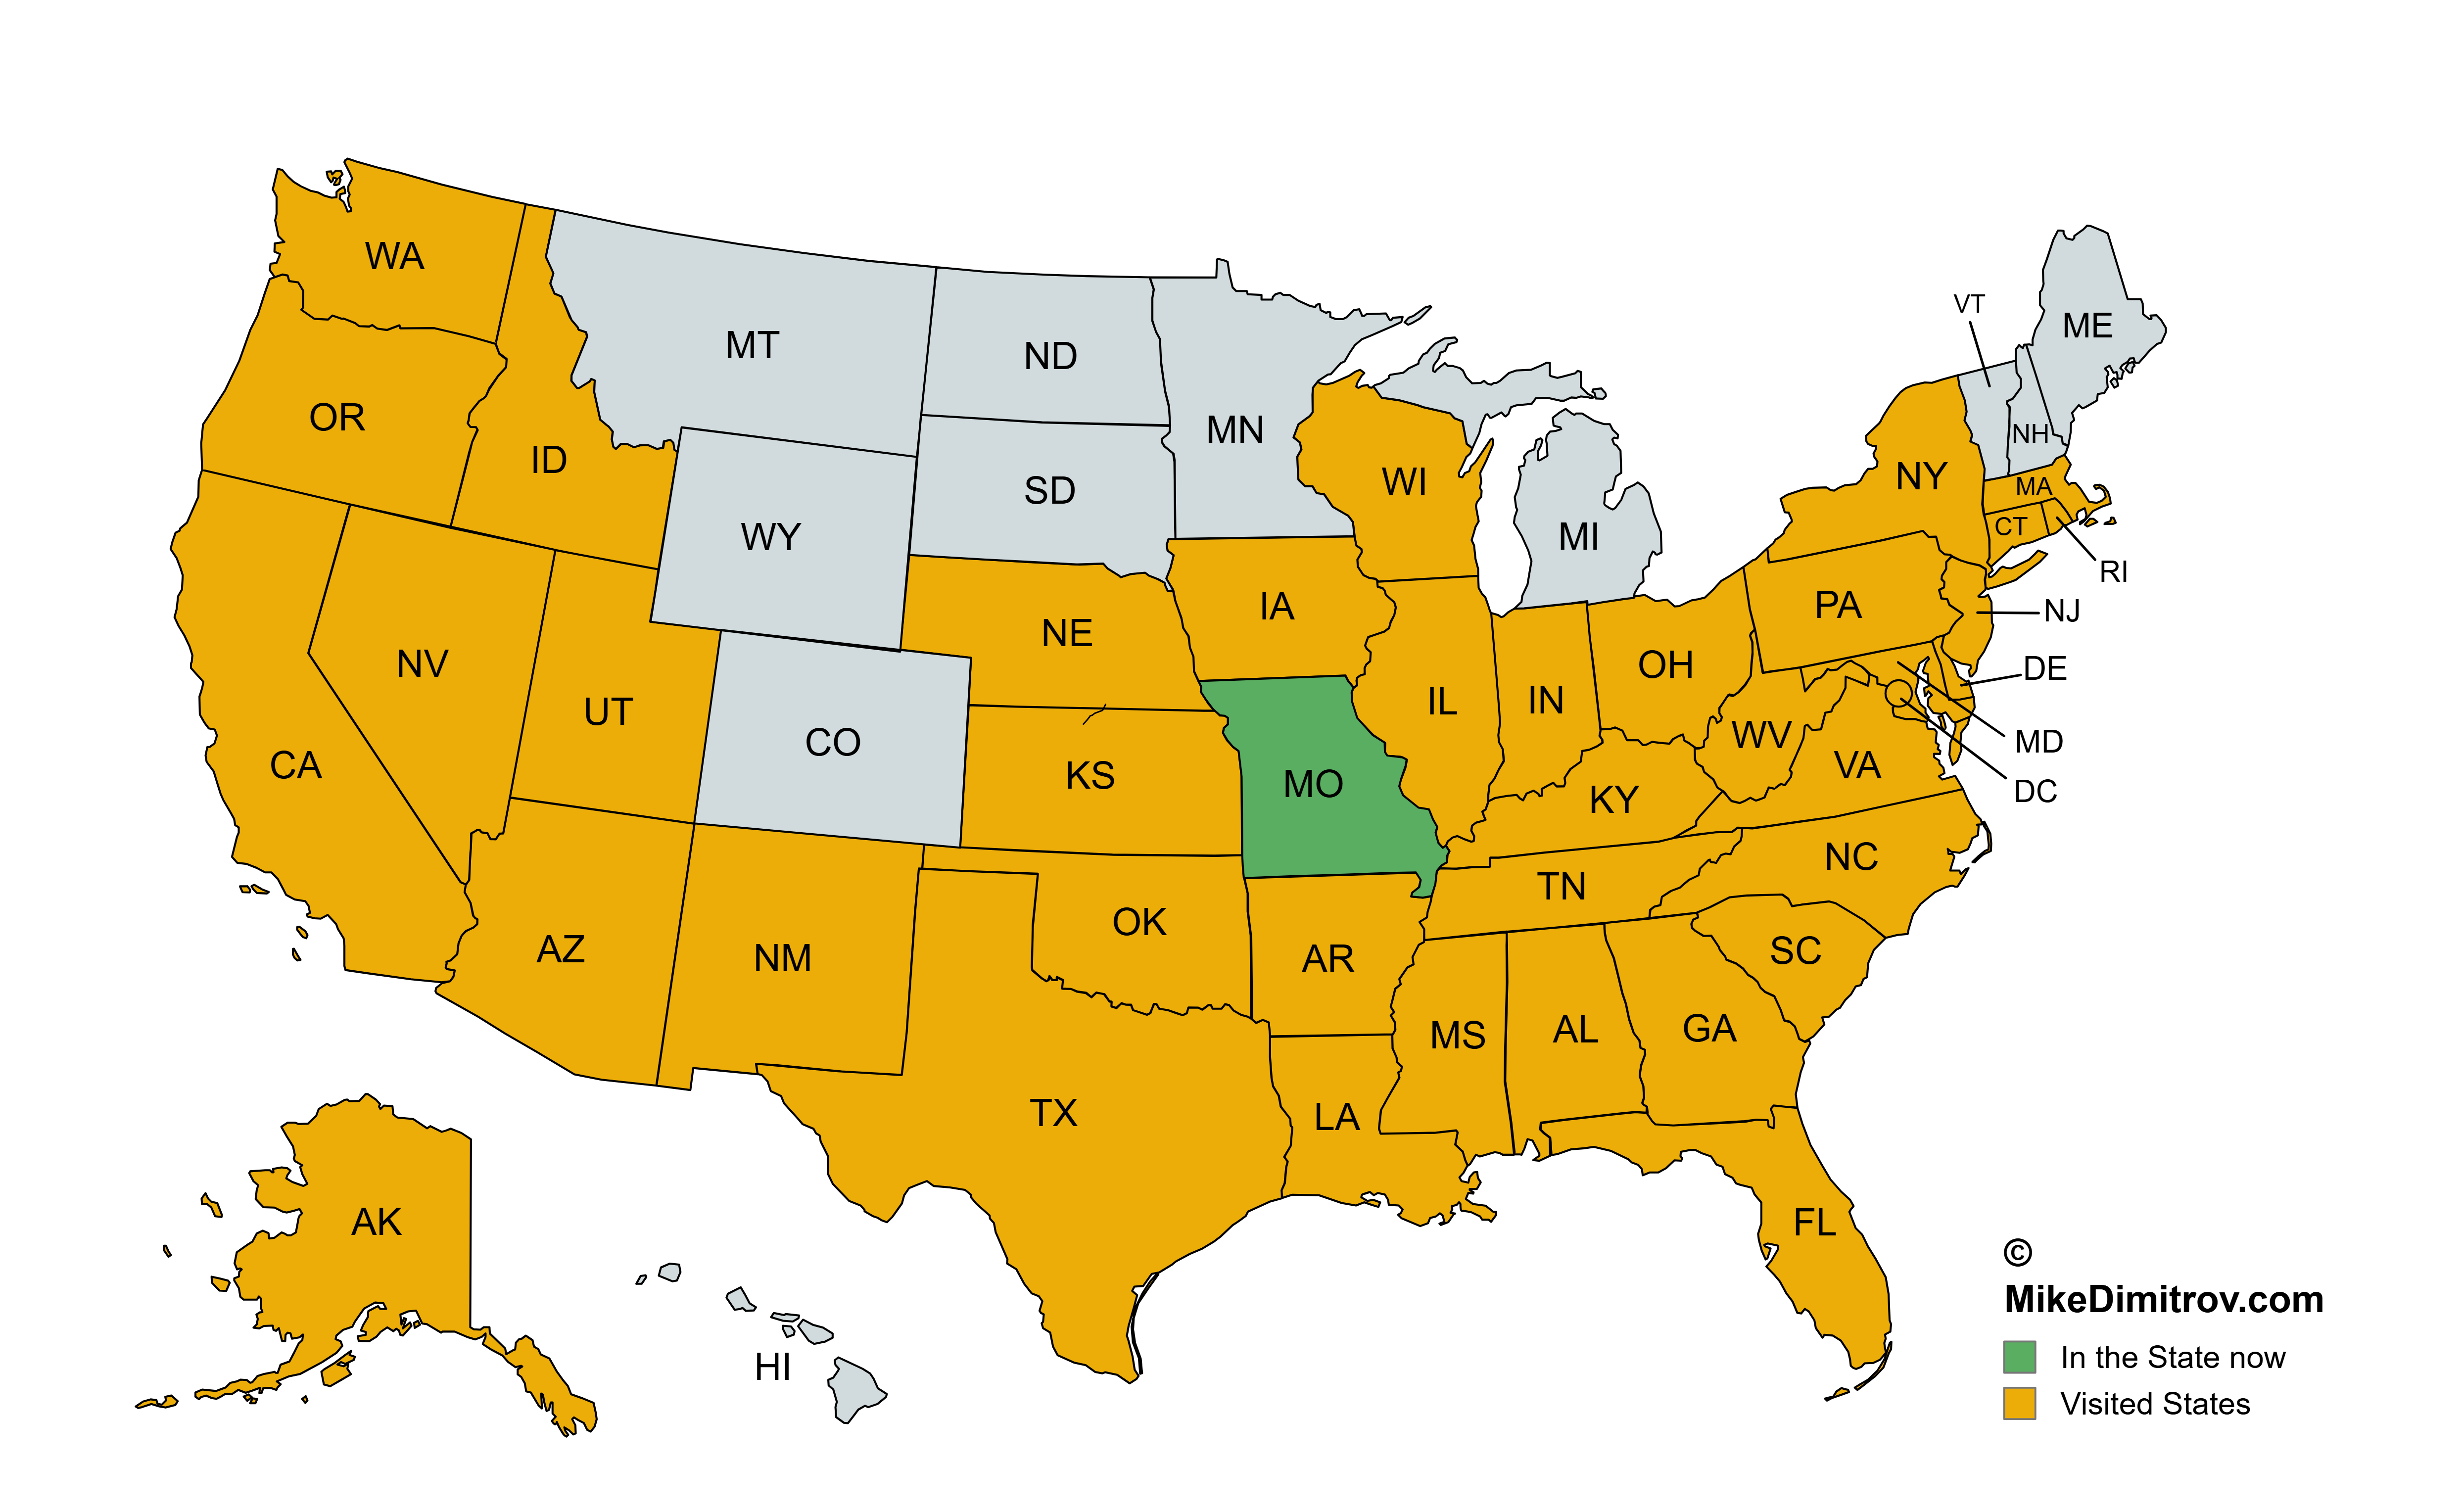 WA
MT
ND
MN
VT
ME
OR
ID
WY
SD
WI
MI
NY
NH
MA
CT
RI
NV
UT
CO
NE
IA
IL
IN
OH
PA
NJ
DE
MD
DC
CA
KS
MO
KY
WV
VA
AZ
NM
OK
AR
TN
NC
SC
TX
LA
MS
AL
GA
FL
AK
HI
©
MikeDimitrov.com
In the State now
Visited States